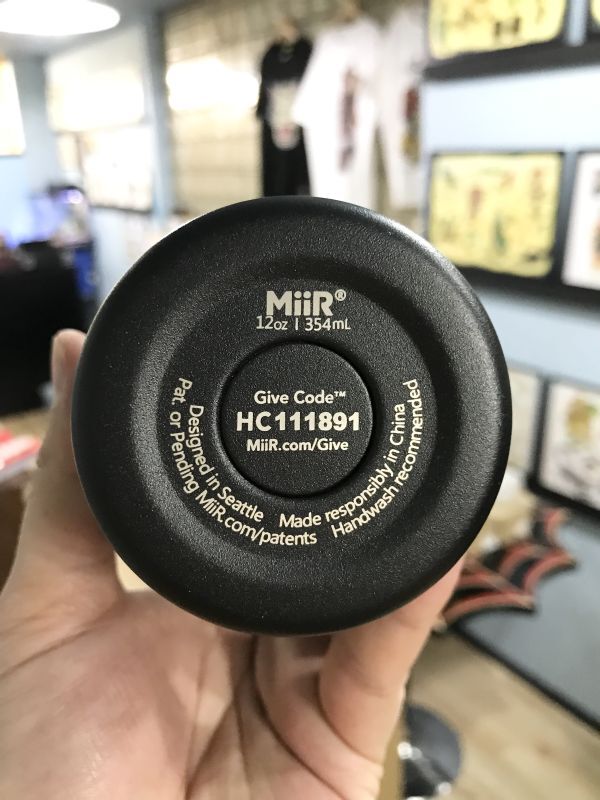 MiiR®
12oz | 354mL
Give Code™
HC111891
MiiR.com/Give
Designed in Seattle
Made responsibly in China
Pat. or Pending MiiR.com/patents
Handwash recommended